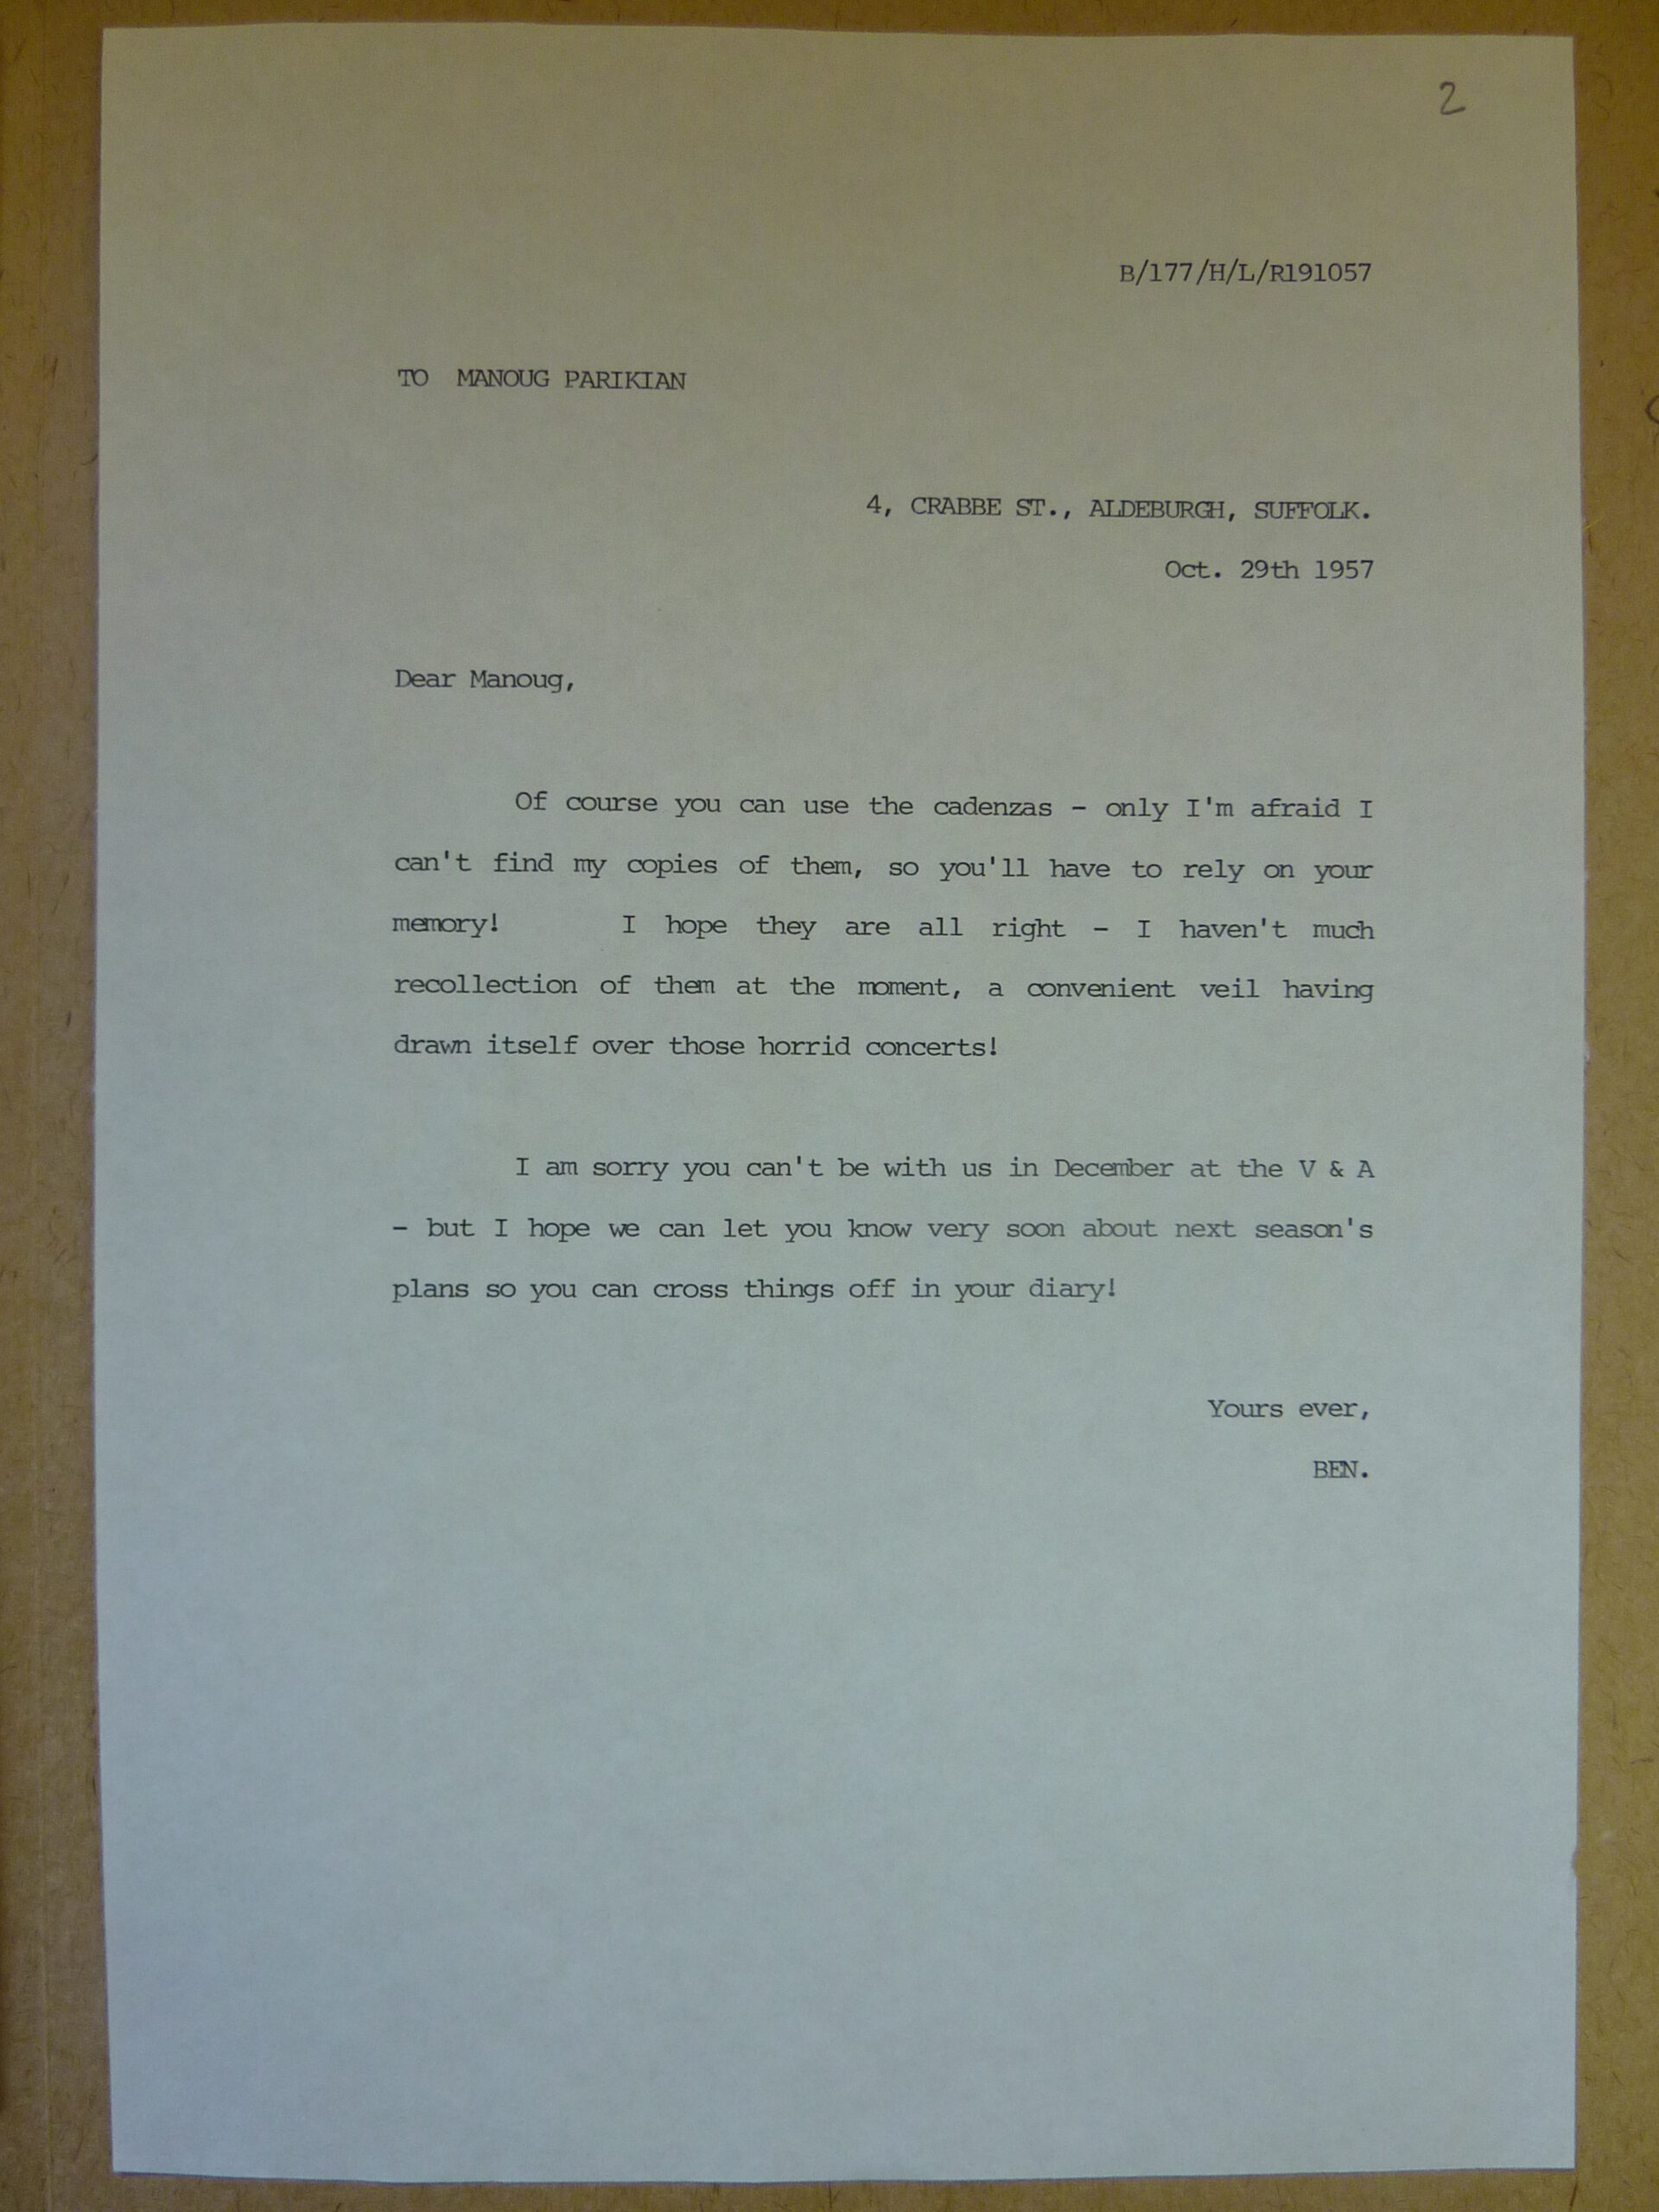 2
B/177/H/L/R191057
TO MANOUG PARIKIAN
4, CRABBE ST., ALDEBURGH, SUFFOLK.
Oct. 29th 1957
Dear Manoug,
Of course you can use the cadenzas - only I'm afraid I
can't find my copies of them, so you'll have to rely on your
memory! I hope they are all right - I haven't much
recollection of them at the moment, a convenient veil having
drawn itself over those horrid concerts!
I am sorry you can't be with us in December at the V & A
- but I hope we can let you know very soon about next season's
plans so you can cross things off in your diary!
Yours ever,
BEN.